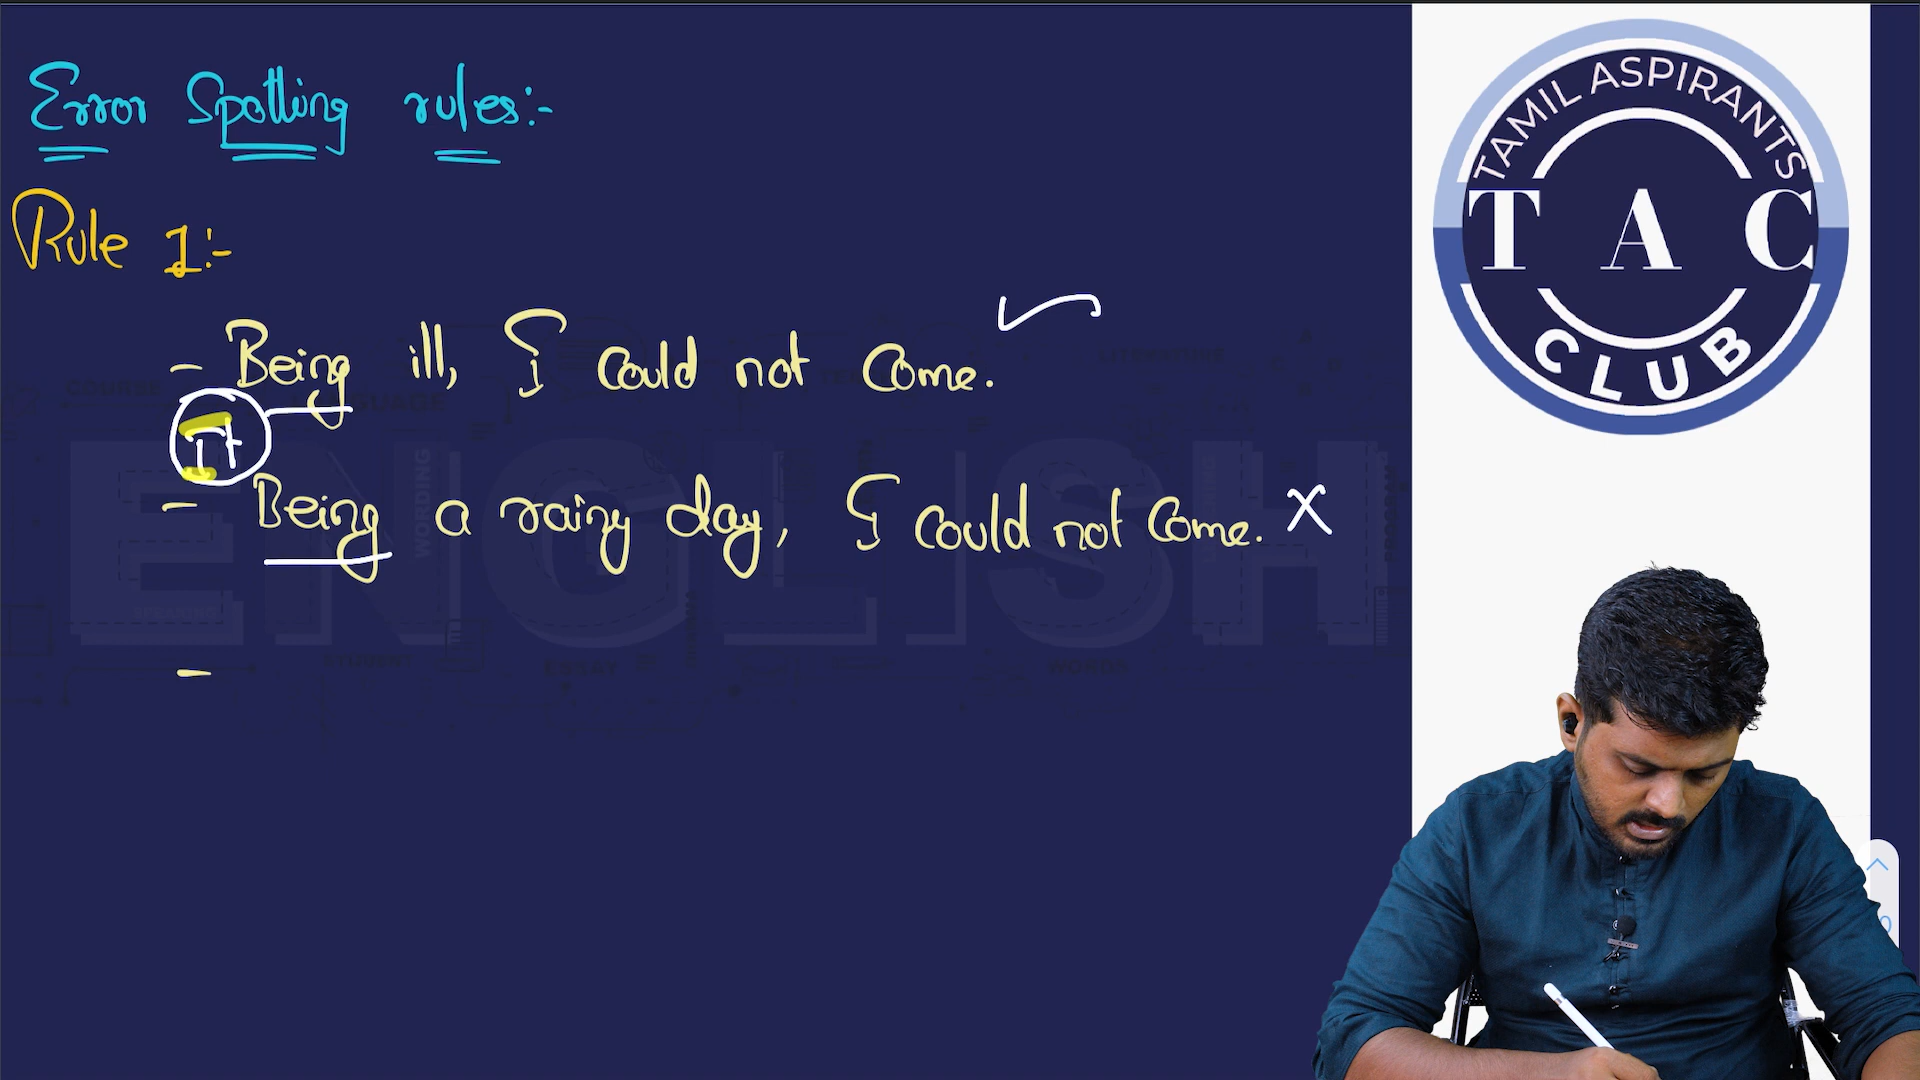 Error Spotting rules:-
Rule 1:-
- Being ill, I could not come. ✓
It
- Being a rainy day, I could not come. X
-
TAMIL ASPIRANTS
T A C
CLUB
ENGLISH